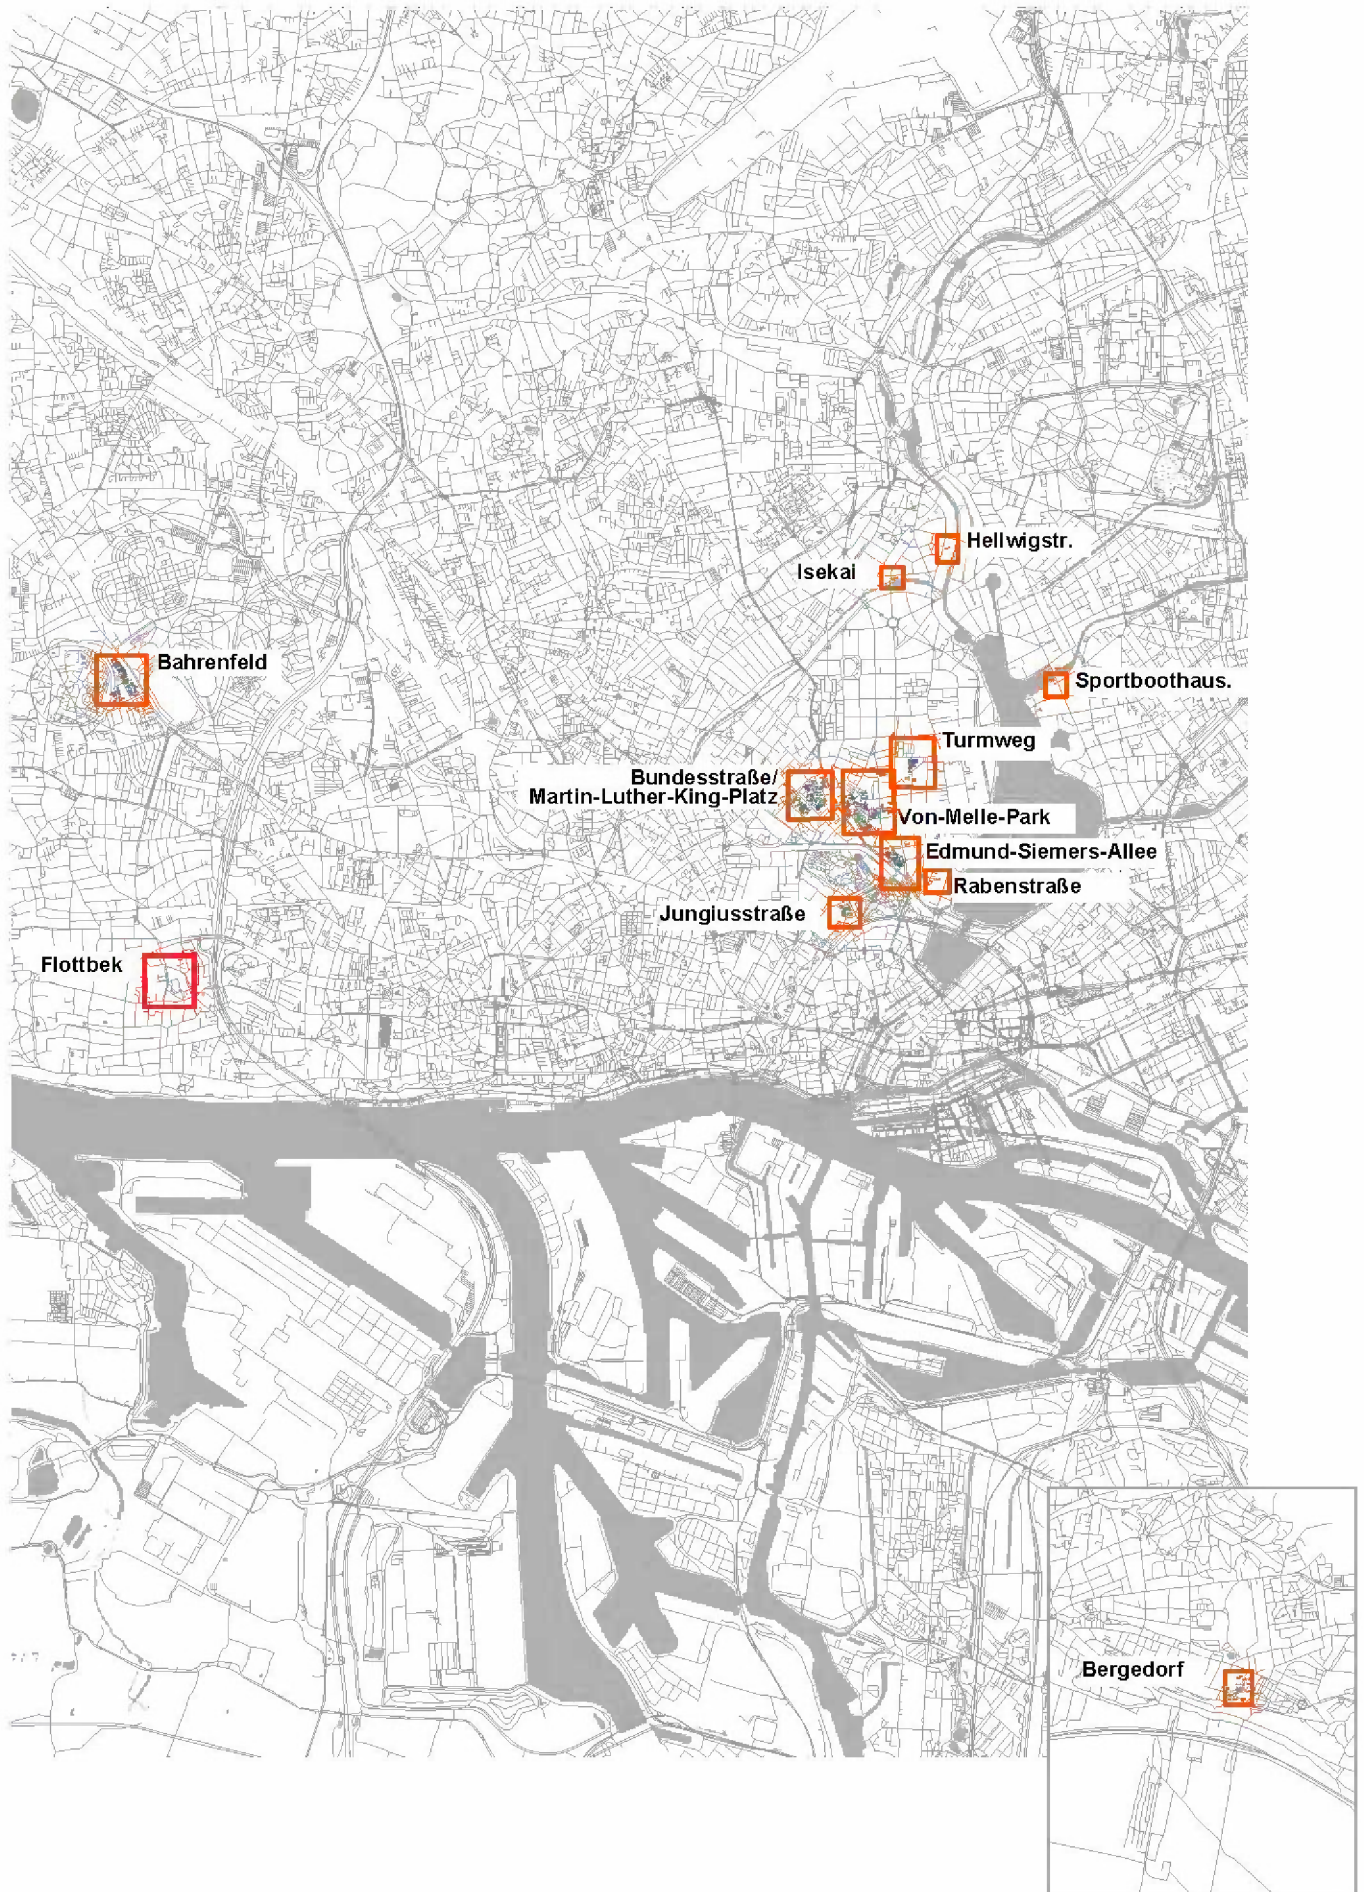 Hellwigstr.
Isekai
Bahrenfeld
Sportboothaus.
Turmweg
Bundesstraße/
Martin-Luther-King-Platz
Von-Melle-Park
Edmund-Siemers-Allee
Rabenstraße
Jungiusstraße
Flottbek
Bergedorf